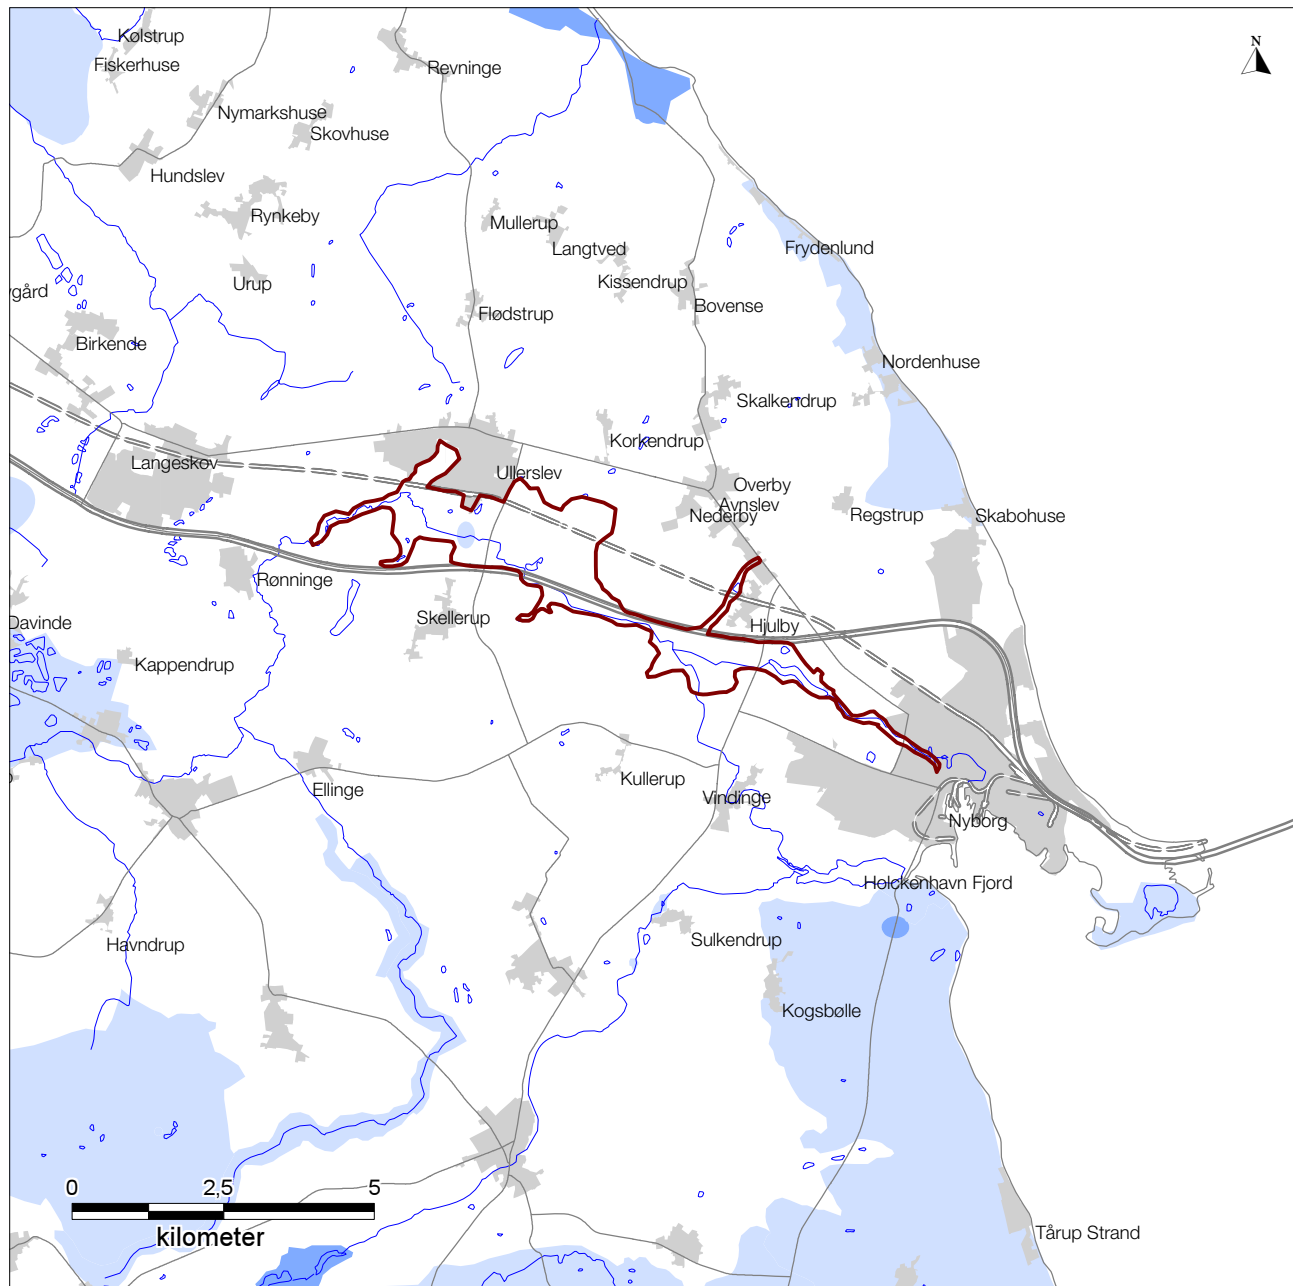 Kølstrup
Fiskerhuse
Revninge
N
Nymarkshuse
Skovhuse
Hundslev
Rynkeby
Mullerup
Langtved
Frydenlund
Urup
Kissendrup
vgård
Bovense
Flødstrup
Birkende
Nordenhuse
Skalkendrup
Korkendrup
Langeskov
Ullerslev
Overby
Avnslev
Nederby
Regstrup
Skabohuse
Rønninge
Skellerup
Davinde
Hjulby
Kappendrup
Kullerup
Ellinge
Vindinge
Nyborg
Holckenhavn Fjord
Sulkendrup
Havndrup
Kogsbølle
0 2,5 5
kilometer
Tårup Strand